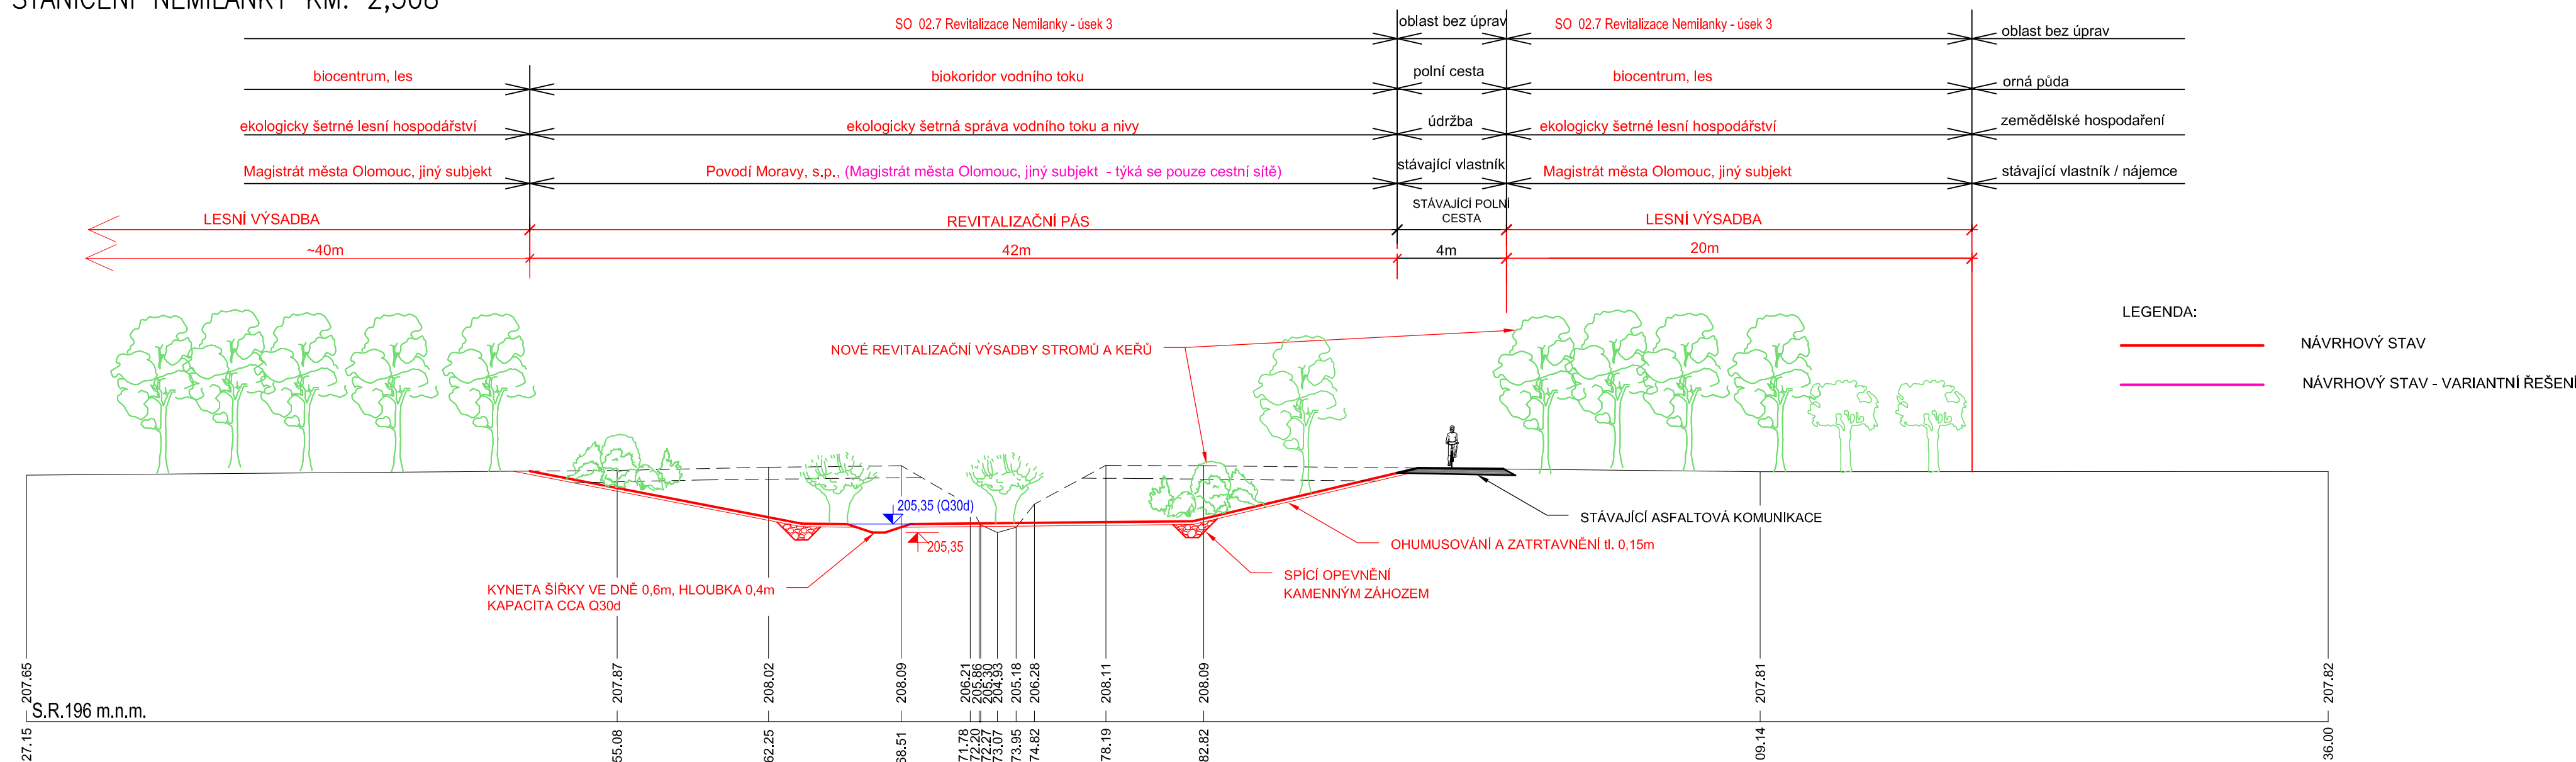 STANIČENÍ NEMILANKY KM: 2,508
SO 02.7 Revitalizace Nemilanky - úsek 3
oblast bez úprav
SO 02.7 Revitalizace Nemilanky - úsek 3
oblast bez úprav
biocentrum, les
biokoridor vodního toku
polní cesta
biocentrum, les
orná půda
ekologicky šetrné lesní hospodářství
ekologicky šetrná správa vodního toku a nivy
údržba
ekologicky šetrné lesní hospodářství
zemědělské hospodaření
Magistrát města Olomouc, jiný subjekt
Povodí Moravy, s.p., (Magistrát města Olomouc, jiný subjekt - týká se pouze cestní sítě)
stávající vlastník
Magistrát města Olomouc, jiný subjekt
stávající vlastník / nájemce
LESNÍ VÝSADBA
REVITALIZAČNÍ PÁS
STÁVAJÍCÍ POLNÍ
CESTA
LESNÍ VÝSADBA
~40m
42m
4m
20m
LEGENDA:
NÁVRHOVÝ STAV
NÁVRHOVÝ STAV - VARIANTNÍ ŘEŠENÍ
NOVÉ REVITALIZAČNÍ VÝSADBY STROMŮ A KEŘŮ
205,35 (Q30d)
205,35
STÁVAJÍCÍ ASFALTOVÁ KOMUNIKACE
OHUMUSOVÁNÍ A ZATRTAVNĚNÍ tl. 0,15m
SPÍCÍ OPEVNĚNÍ
KAMENNÝM ZÁHOZEM
KYNETA ŠÍŘKY VE DNĚ 0,6m, HLOUBKA 0,4m
KAPACITA CCA Q30d
207.65
207.87
208.02
208.09
206.21
205.86
205.30
204.93
205.18
206.28
208.11
208.09
207.81
207.82
S.R.196 m.n.m.
27.15
55.08
62.25
68.51
71.78
72.20
72.27
73.07
73.95
74.82
78.19
82.82
09.14
36.00